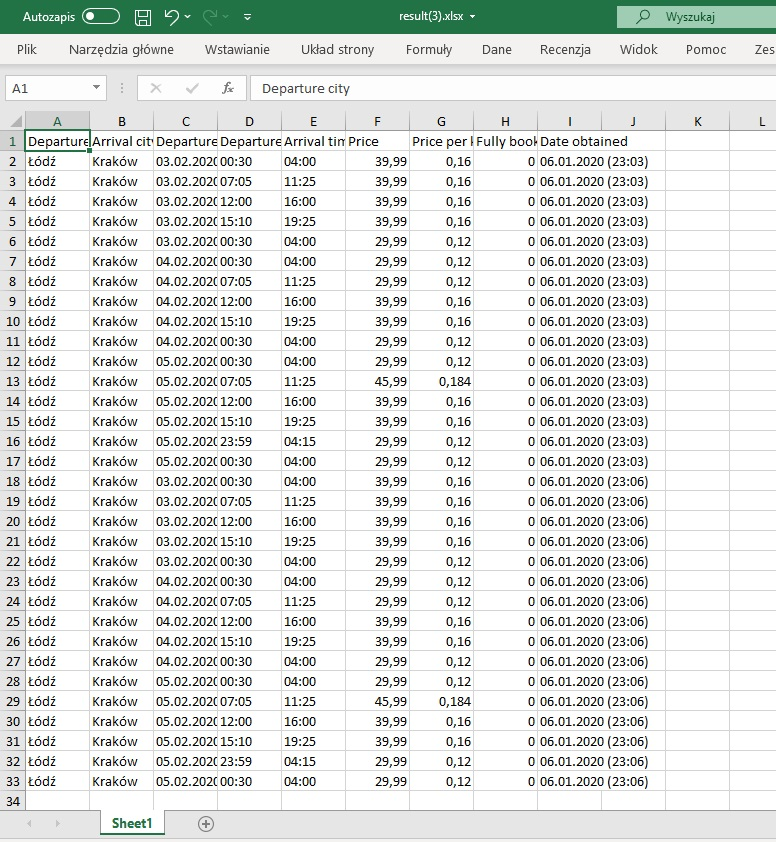 Autozapis result(3).xlsx Wyszukaj
Plik Narzędzia główne Wstawianie Układ strony Formuły Dane Recenzja Widok Pomoc Zes
A1 fx Departure city
A B C D E F G H I J K L
1 Departure Arrival city Departure Departure Arrival tim Price Price per k Fully book Date obtained
2 Łódź Kraków 03.02.2020 00:30 04:00 39,99 0,16 0 06.01.2020 (23:03)
3 Łódź Kraków 03.02.2020 07:05 11:25 39,99 0,16 0 06.01.2020 (23:03)
4 Łódź Kraków 03.02.2020 12:00 16:00 39,99 0,16 0 06.01.2020 (23:03)
5 Łódź Kraków 03.02.2020 15:10 19:25 39,99 0,16 0 06.01.2020 (23:03)
6 Łódź Kraków 03.02.2020 00:30 04:00 29,99 0,12 0 06.01.2020 (23:03)
7 Łódź Kraków 04.02.2020 00:30 04:00 29,99 0,12 0 06.01.2020 (23:03)
8 Łódź Kraków 04.02.2020 07:05 11:25 29,99 0,12 0 06.01.2020 (23:03)
9 Łódź Kraków 04.02.2020 12:00 16:00 39,99 0,16 0 06.01.2020 (23:03)
10 Łódź Kraków 04.02.2020 15:10 19:25 39,99 0,16 0 06.01.2020 (23:03)
11 Łódź Kraków 04.02.2020 00:30 04:00 29,99 0,12 0 06.01.2020 (23:03)
12 Łódź Kraków 05.02.2020 00:30 04:00 29,99 0,12 0 06.01.2020 (23:03)
13 Łódź Kraków 05.02.2020 07:05 11:25 45,99 0,184 0 06.01.2020 (23:03)
14 Łódź Kraków 05.02.2020 12:00 16:00 39,99 0,16 0 06.01.2020 (23:03)
15 Łódź Kraków 05.02.2020 15:10 19:25 39,99 0,16 0 06.01.2020 (23:03)
16 Łódź Kraków 05.02.2020 23:59 04:15 29,99 0,12 0 06.01.2020 (23:03)
17 Łódź Kraków 05.02.2020 00:30 04:00 29,99 0,12 0 06.01.2020 (23:03)
18 Łódź Kraków 03.02.2020 00:30 04:00 39,99 0,16 0 06.01.2020 (23:06)
19 Łódź Kraków 03.02.2020 07:05 11:25 39,99 0,16 0 06.01.2020 (23:06)
20 Łódź Kraków 03.02.2020 12:00 16:00 39,99 0,16 0 06.01.2020 (23:06)
21 Łódź Kraków 03.02.2020 15:10 19:25 39,99 0,16 0 06.01.2020 (23:06)
22 Łódź Kraków 03.02.2020 00:30 04:00 29,99 0,12 0 06.01.2020 (23:06)
23 Łódź Kraków 04.02.2020 00:30 04:00 29,99 0,12 0 06.01.2020 (23:06)
24 Łódź Kraków 04.02.2020 07:05 11:25 29,99 0,12 0 06.01.2020 (23:06)
25 Łódź Kraków 04.02.2020 12:00 16:00 39,99 0,16 0 06.01.2020 (23:06)
26 Łódź Kraków 04.02.2020 15:10 19:25 39,99 0,16 0 06.01.2020 (23:06)
27 Łódź Kraków 04.02.2020 00:30 04:00 29,99 0,12 0 06.01.2020 (23:06)
28 Łódź Kraków 05.02.2020 00:30 04:00 29,99 0,12 0 06.01.2020 (23:06)
29 Łódź Kraków 05.02.2020 07:05 11:25 45,99 0,184 0 06.01.2020 (23:06)
30 Łódź Kraków 05.02.2020 12:00 16:00 39,99 0,16 0 06.01.2020 (23:06)
31 Łódź Kraków 05.02.2020 15:10 19:25 39,99 0,16 0 06.01.2020 (23:06)
32 Łódź Kraków 05.02.2020 23:59 04:15 29,99 0,12 0 06.01.2020 (23:06)
33 Łódź Kraków 05.02.2020 00:30 04:00 29,99 0,12 0 06.01.2020 (23:06)
34
Sheet1